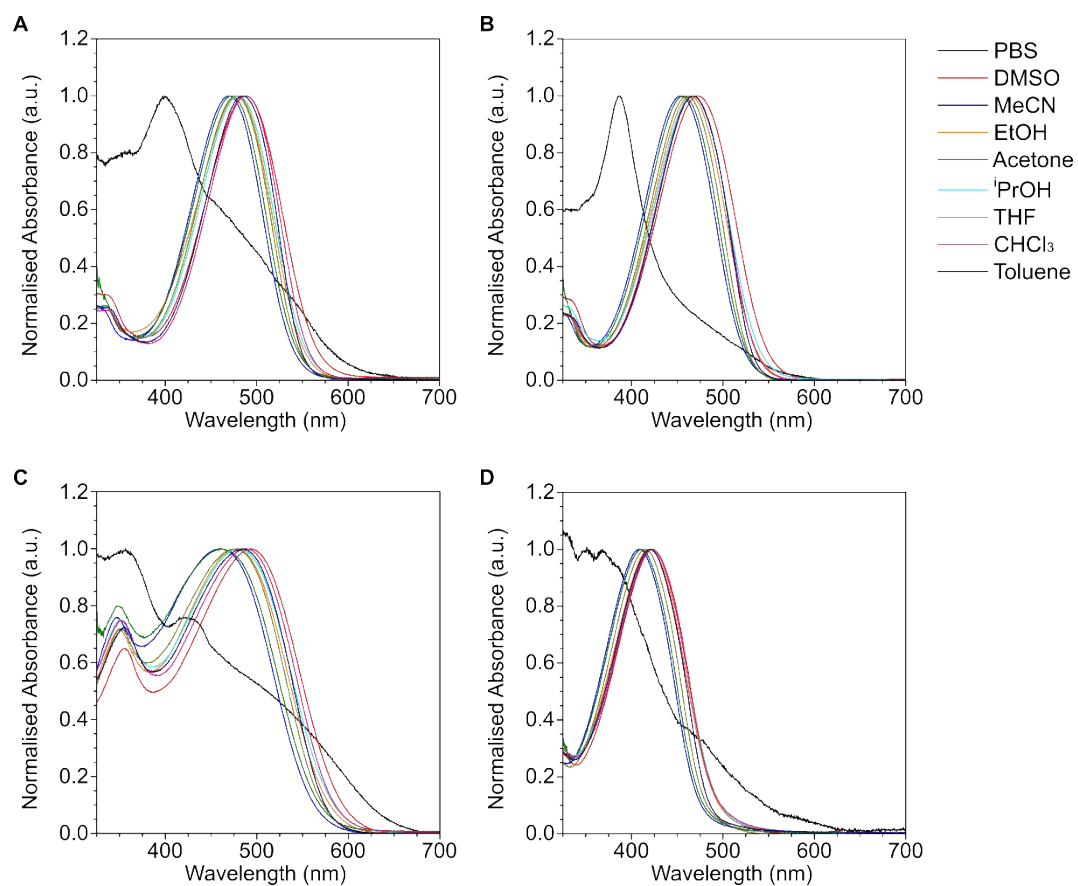 A
1.2
1.0
0.8
0.6
0.4
0.2
0.0
Normalised Absorbance (a.u.)
400 500 600 700
Wavelength (nm)
B
1.2
1.0
0.8
0.6
0.4
0.2
0.0
Normalised Absorbance (a.u.)
400 500 600 700
Wavelength (nm)
PBS
DMSO
MeCN
EtOH
Acetone
ⁱPrOH
THF
CHCl₃
Toluene
C
1.2
1.0
0.8
0.6
0.4
0.2
0.0
Normalised Absorbance (a.u.)
400 500 600 700
Wavelength (nm)
D
1.2
1.0
0.8
0.6
0.4
0.2
0.0
Normalised Absorbance (a.u.)
400 500 600 700
Wavelength (nm)